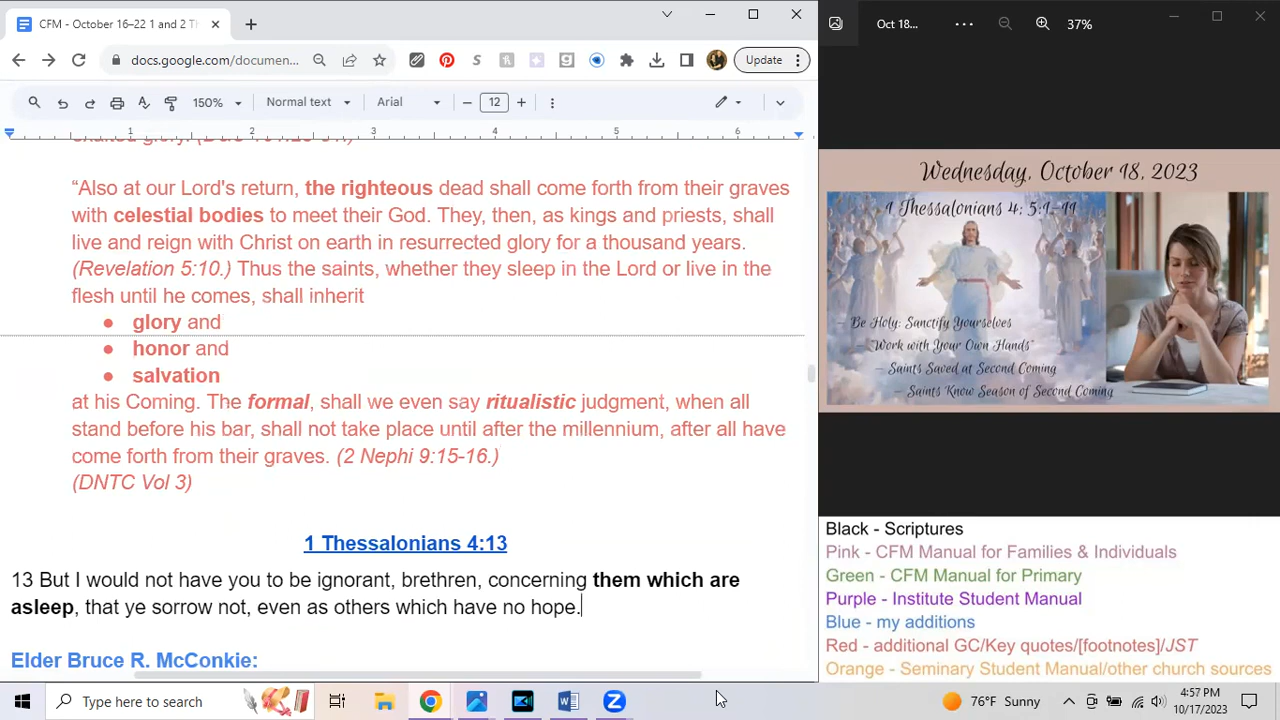 CFM - October 16–22 1 and 2 Th
docs.google.com/documen...
Update
150%
Normal text
Arial
12
1 2 3 4 5 6
“Also at our Lord's return, the righteous dead shall come forth from their graves
with celestial bodies to meet their God. They, then, as kings and priests, shall
live and reign with Christ on earth in resurrected glory for a thousand years.
(Revelation 5:10.) Thus the saints, whether they sleep in the Lord or live in the
flesh until he comes, shall inherit
● glory and
● honor and
● salvation
at his Coming. The formal, shall we even say ritualistic judgment, when all
stand before his bar, shall not take place until after the millennium, after all have
come forth from their graves. (2 Nephi 9:15-16.)
(DNTC Vol 3)
1 Thessalonians 4:13
13 But I would not have you to be ignorant, brethren, concerning them which are
asleep, that ye sorrow not, even as others which have no hope.
Elder Bruce R. McConkie:
Oct 18...
37%
Wednesday, October 18, 2023
1 Thessalonians 4; 5:1-11
- Be Holy: Sanctify Yourselves
- "Work with Your Own Hands"
- Saints Saved at Second Coming
- Saints Know Season of Second Coming
Black - Scriptures
Pink - CFM Manual for Families & Individuals
Green - CFM Manual for Primary
Purple - Institute Student Manual
Blue - my additions
Red - additional GC/Key quotes/[footnotes]/JST
Orange - Seminary Student Manual/other church sources
Type here to search
76°F Sunny
4:57 PM
10/17/2023